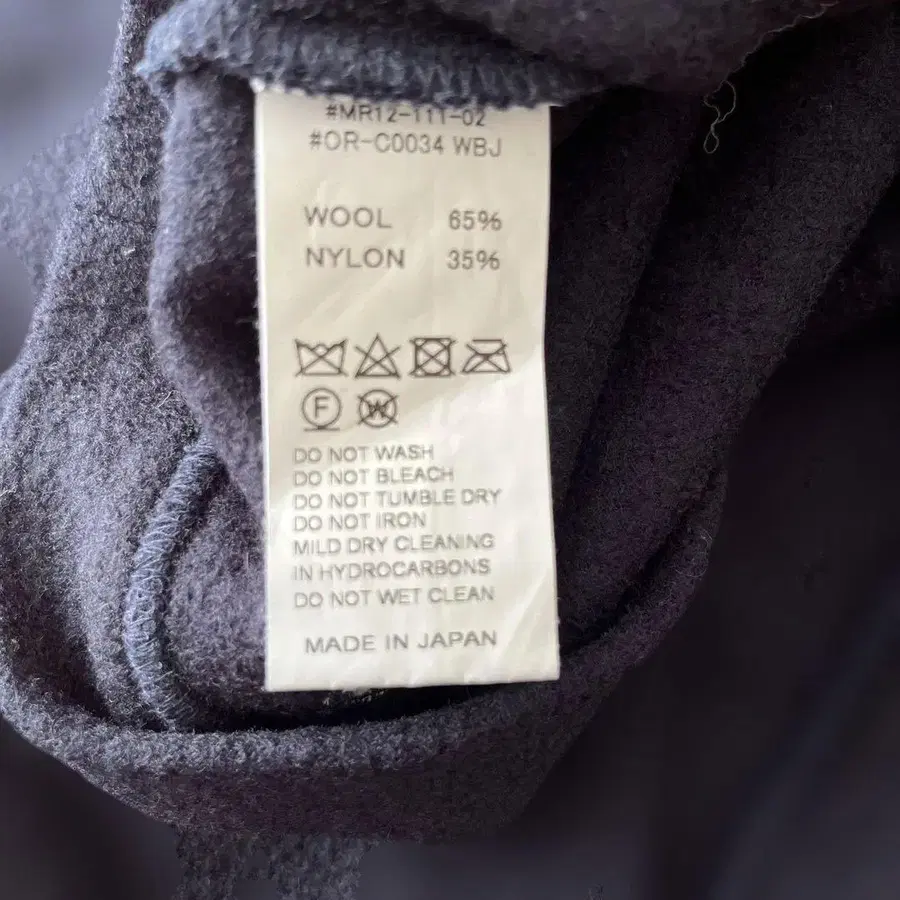 #MR12-111-02
#OR-C0034 WBJ
WOOL 65%
NYLON 35%
F W
DO NOT WASH
DO NOT BLEACH
DO NOT TUMBLE DRY
DO NOT IRON
MILD DRY CLEANING
IN HYDROCARBONS
DO NOT WET CLEAN
MADE IN JAPAN